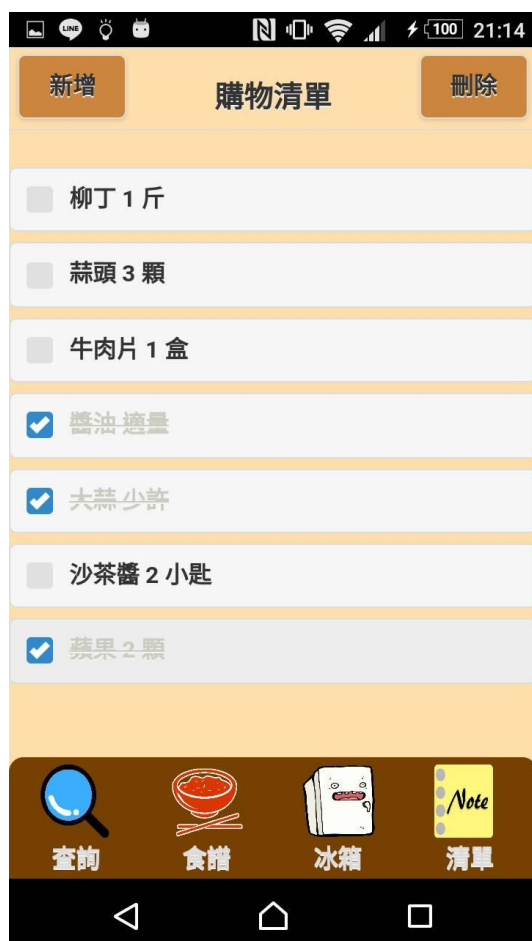 LINE
100 21:14
新增 購物清單 刪除
柳丁 1 斤
蒜頭 3 顆
牛肉片 1 盒
醬油 適量
大蒜 少許
沙茶醬 2 小匙
蘋果 2 顆
Note
查詢 食譜 冰箱 清單